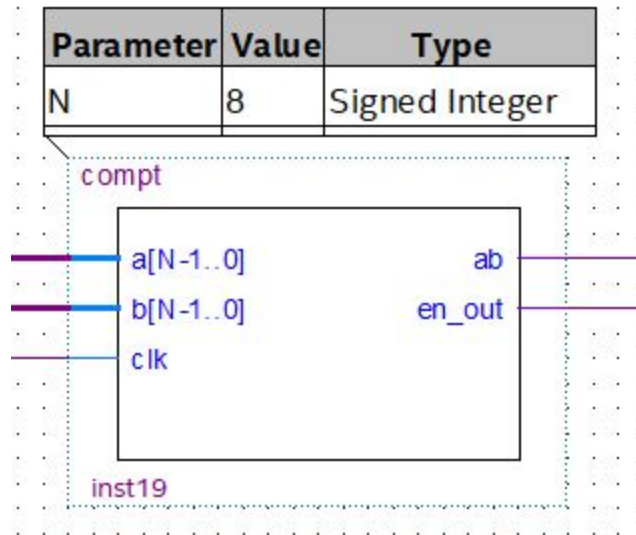 Parameter Value Type
N 8 Signed Integer
compt
a[N-1..0] ab
b[N-1..0] en_out
clk
inst19